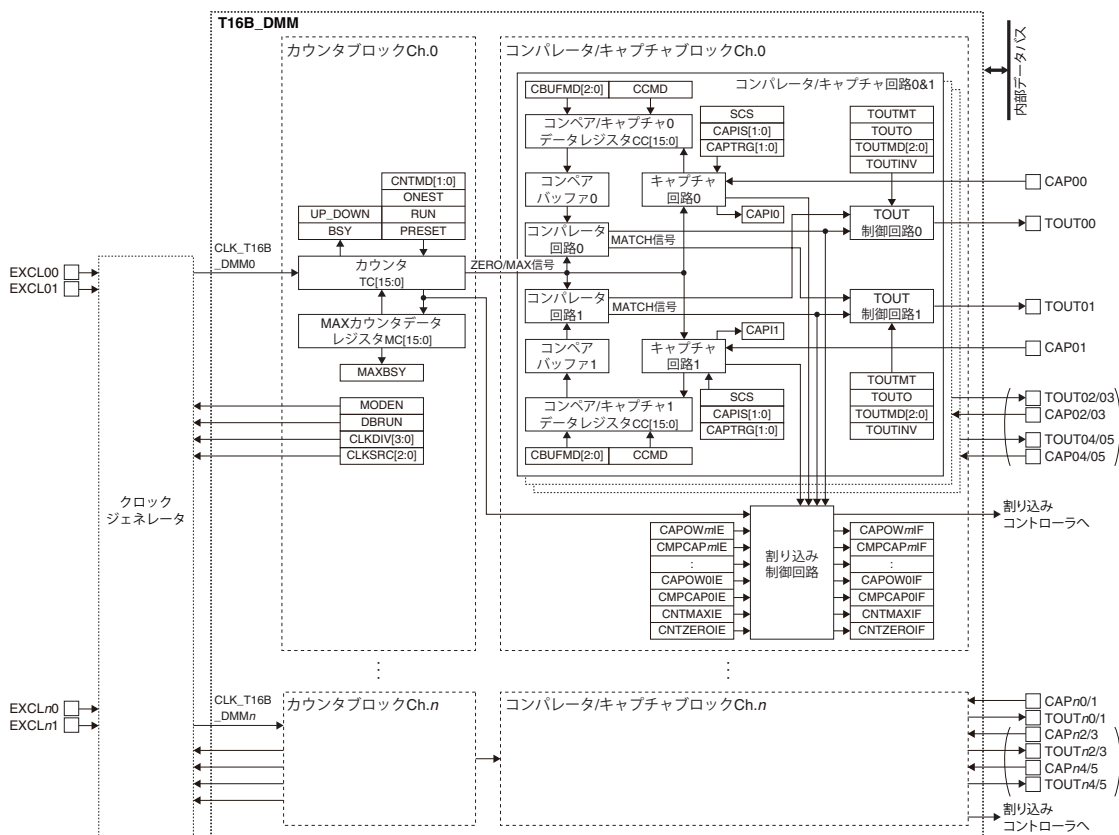 T16B_DMM
カウンタブロックCh.0
コンパレータ/キャプチャブロックCh.0
内部データバス
コンパレータ/キャプチャ回路0&1
CBUFMD[2:0]
CCMD
コンペア/キャプチャ0
データレジスタCC[15:0]
SCS
CAPIS[1:0]
CAPTRG[1:0]
TOUTMT
TOUTO
TOUTMD[2:0]
TOUTINV
コンペア
バッファ0
キャプチャ
回路0
CAPI0
CAP00
CNTMD[1:0]
ONEST
UP_DOWN
RUN
BSY
PRESET
コンパレータ
回路0
MATCH信号
TOUT
制御回路0
TOUT00
EXCL00
EXCL01
CLK_T16B
_DMM0
カウンタ
TC[15:0]
ZERO/MAX信号
コンパレータ
回路1
MATCH信号
TOUT
制御回路1
TOUT01
MAXカウンタデータ
レジスタMC[15:0]
MAXBSY
コンペア
バッファ1
CAPI1
キャプチャ
回路1
CAP01
MODEN
DBRUN
CLKDIV[3:0]
CLKSRC[2:0]
コンペア/キャプチャ1
データレジスタCC[15:0]
CBUFMD[2:0]
CCMD
SCS
CAPIS[1:0]
CAPTRG[1:0]
TOUTMT
TOUTO
TOUTMD[2:0]
TOUTINV
TOUT02/03
CAP02/03
TOUT04/05
CAP04/05
クロック
ジェネレータ
割り込み
コントローラへ
CAPOWmIE
CMPCAPmIE
:
CAPOW0IE
CMPCAP0IE
CNTMAXIE
CNTZEROIE
割り込み
制御回路
CAPOWmIF
CMPCAPmIF
:
CAPOW0IF
CMPCAP0IF
CNTMAXIF
CNTZEROIF
EXCLn0
EXCLn1
CLK_T16B
_DMMn
カウンタブロックCh.n
コンパレータ/キャプチャブロックCh.n
CAPn0/1
TOUTn0/1
CAPn2/3
TOUTn2/3
CAPn4/5
TOUTn4/5
割り込み
コントローラへ